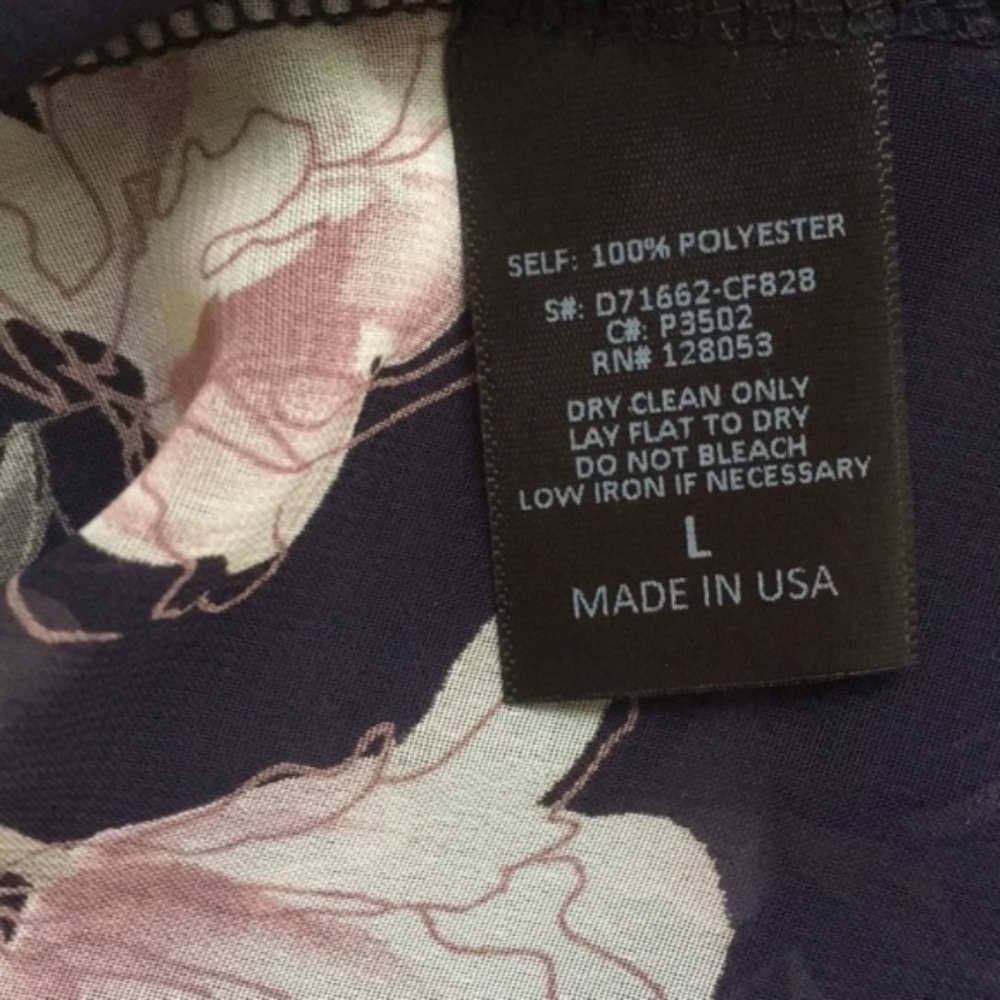 SELF: 100% POLYESTER
S#: D71662-CF828
C#: P3502
RN# 128053
DRY CLEAN ONLY
LAY FLAT TO DRY
DO NOT BLEACH
LOW IRON IF NECESSARY
L
MADE IN USA